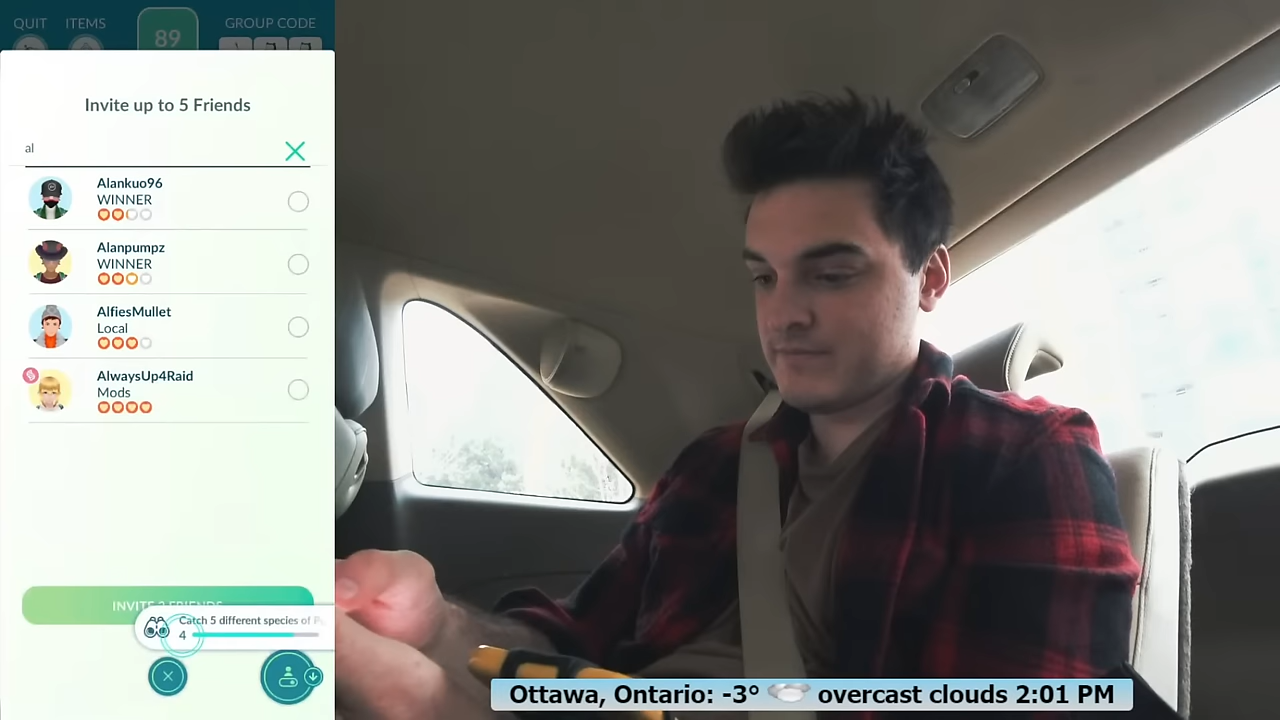 QUIT
ITEMS
89
GROUP CODE
Invite up to 5 Friends
al
Alankuo96
WINNER
Alanpumpz
WINNER
AlfiesMullet
Local
AlwaysUp4Raid
Mods
INVITE
Catch 5 different species of
4
Ottawa, Ontario: -3° overcast clouds 2:01 PM